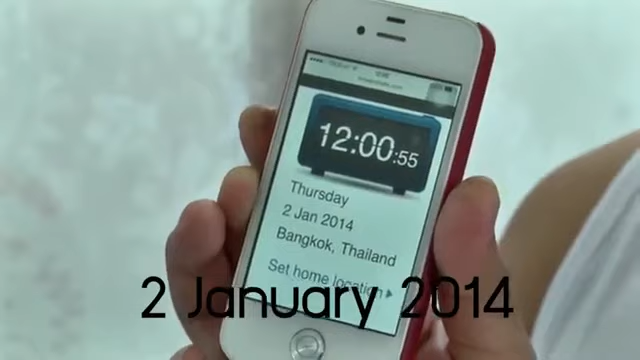 12:00:55
Thursday
2 Jan 2014
Bangkok, Thailand
Set home location
2 January 2014